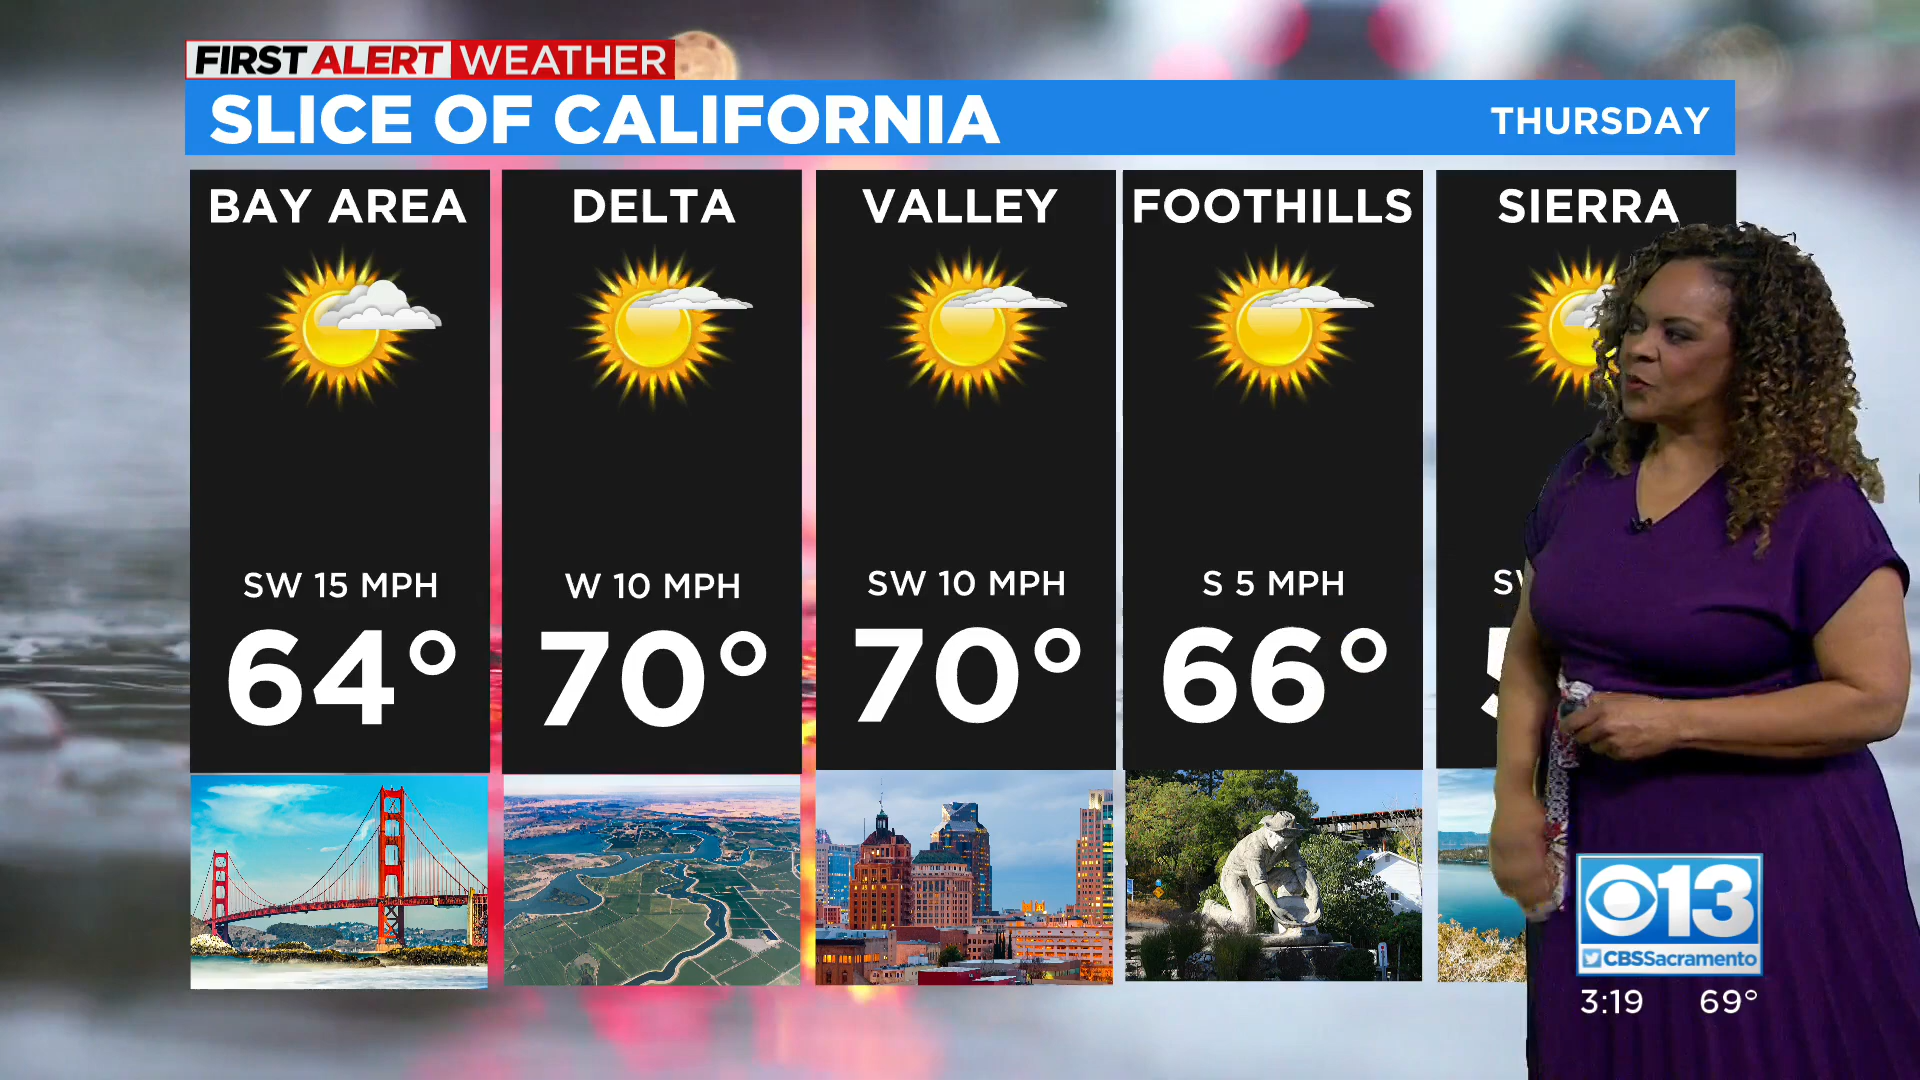 FIRST ALERT WEATHER
SLICE OF CALIFORNIA
THURSDAY
BAY AREA
SW 15 MPH
64°
DELTA
W 10 MPH
70°
VALLEY
SW 10 MPH
70°
FOOTHILLS
S 5 MPH
66°
SIERRA
13
CBSSacramento
3:19 69°